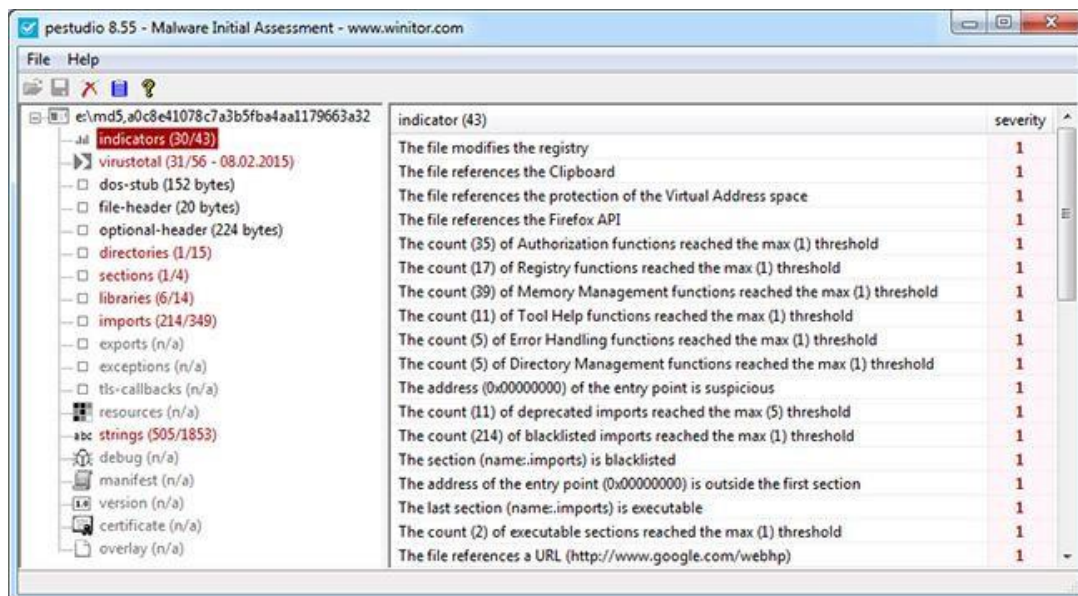 pestudio 8.55 - Malware Initial Assessment - www.winitor.com
File Help
e:\md5,a0c8e41078c7a3b5fba4aa1179663a32
indicators (30/43)
virustotal (31/56 - 08.02.2015)
dos-stub (152 bytes)
file-header (20 bytes)
optional-header (224 bytes)
directories (1/15)
sections (1/4)
libraries (6/14)
imports (214/349)
exports (n/a)
exceptions (n/a)
tls-callbacks (n/a)
resources (n/a)
abc strings (505/1853)
debug (n/a)
manifest (n/a)
1.0 version (n/a)
certificate (n/a)
overlay (n/a)
indicator (43) severity
The file modifies the registry 1
The file references the Clipboard 1
The file references the protection of the Virtual Address space 1
The file references the Firefox API 1
The count (35) of Authorization functions reached the max (1) threshold 1
The count (17) of Registry functions reached the max (1) threshold 1
The count (39) of Memory Management functions reached the max (1) threshold 1
The count (11) of Tool Help functions reached the max (1) threshold 1
The count (5) of Error Handling functions reached the max (1) threshold 1
The count (5) of Directory Management functions reached the max (1) threshold 1
The address (0x00000000) of the entry point is suspicious 1
The count (11) of deprecated imports reached the max (5) threshold 1
The count (214) of blacklisted imports reached the max (1) threshold 1
The section (name:.imports) is blacklisted 1
The address of the entry point (0x00000000) is outside the first section 1
The last section (name:.imports) is executable 1
The count (2) of executable sections reached the max (1) threshold 1
The file references a URL (http://www.google.com/webhp) 1